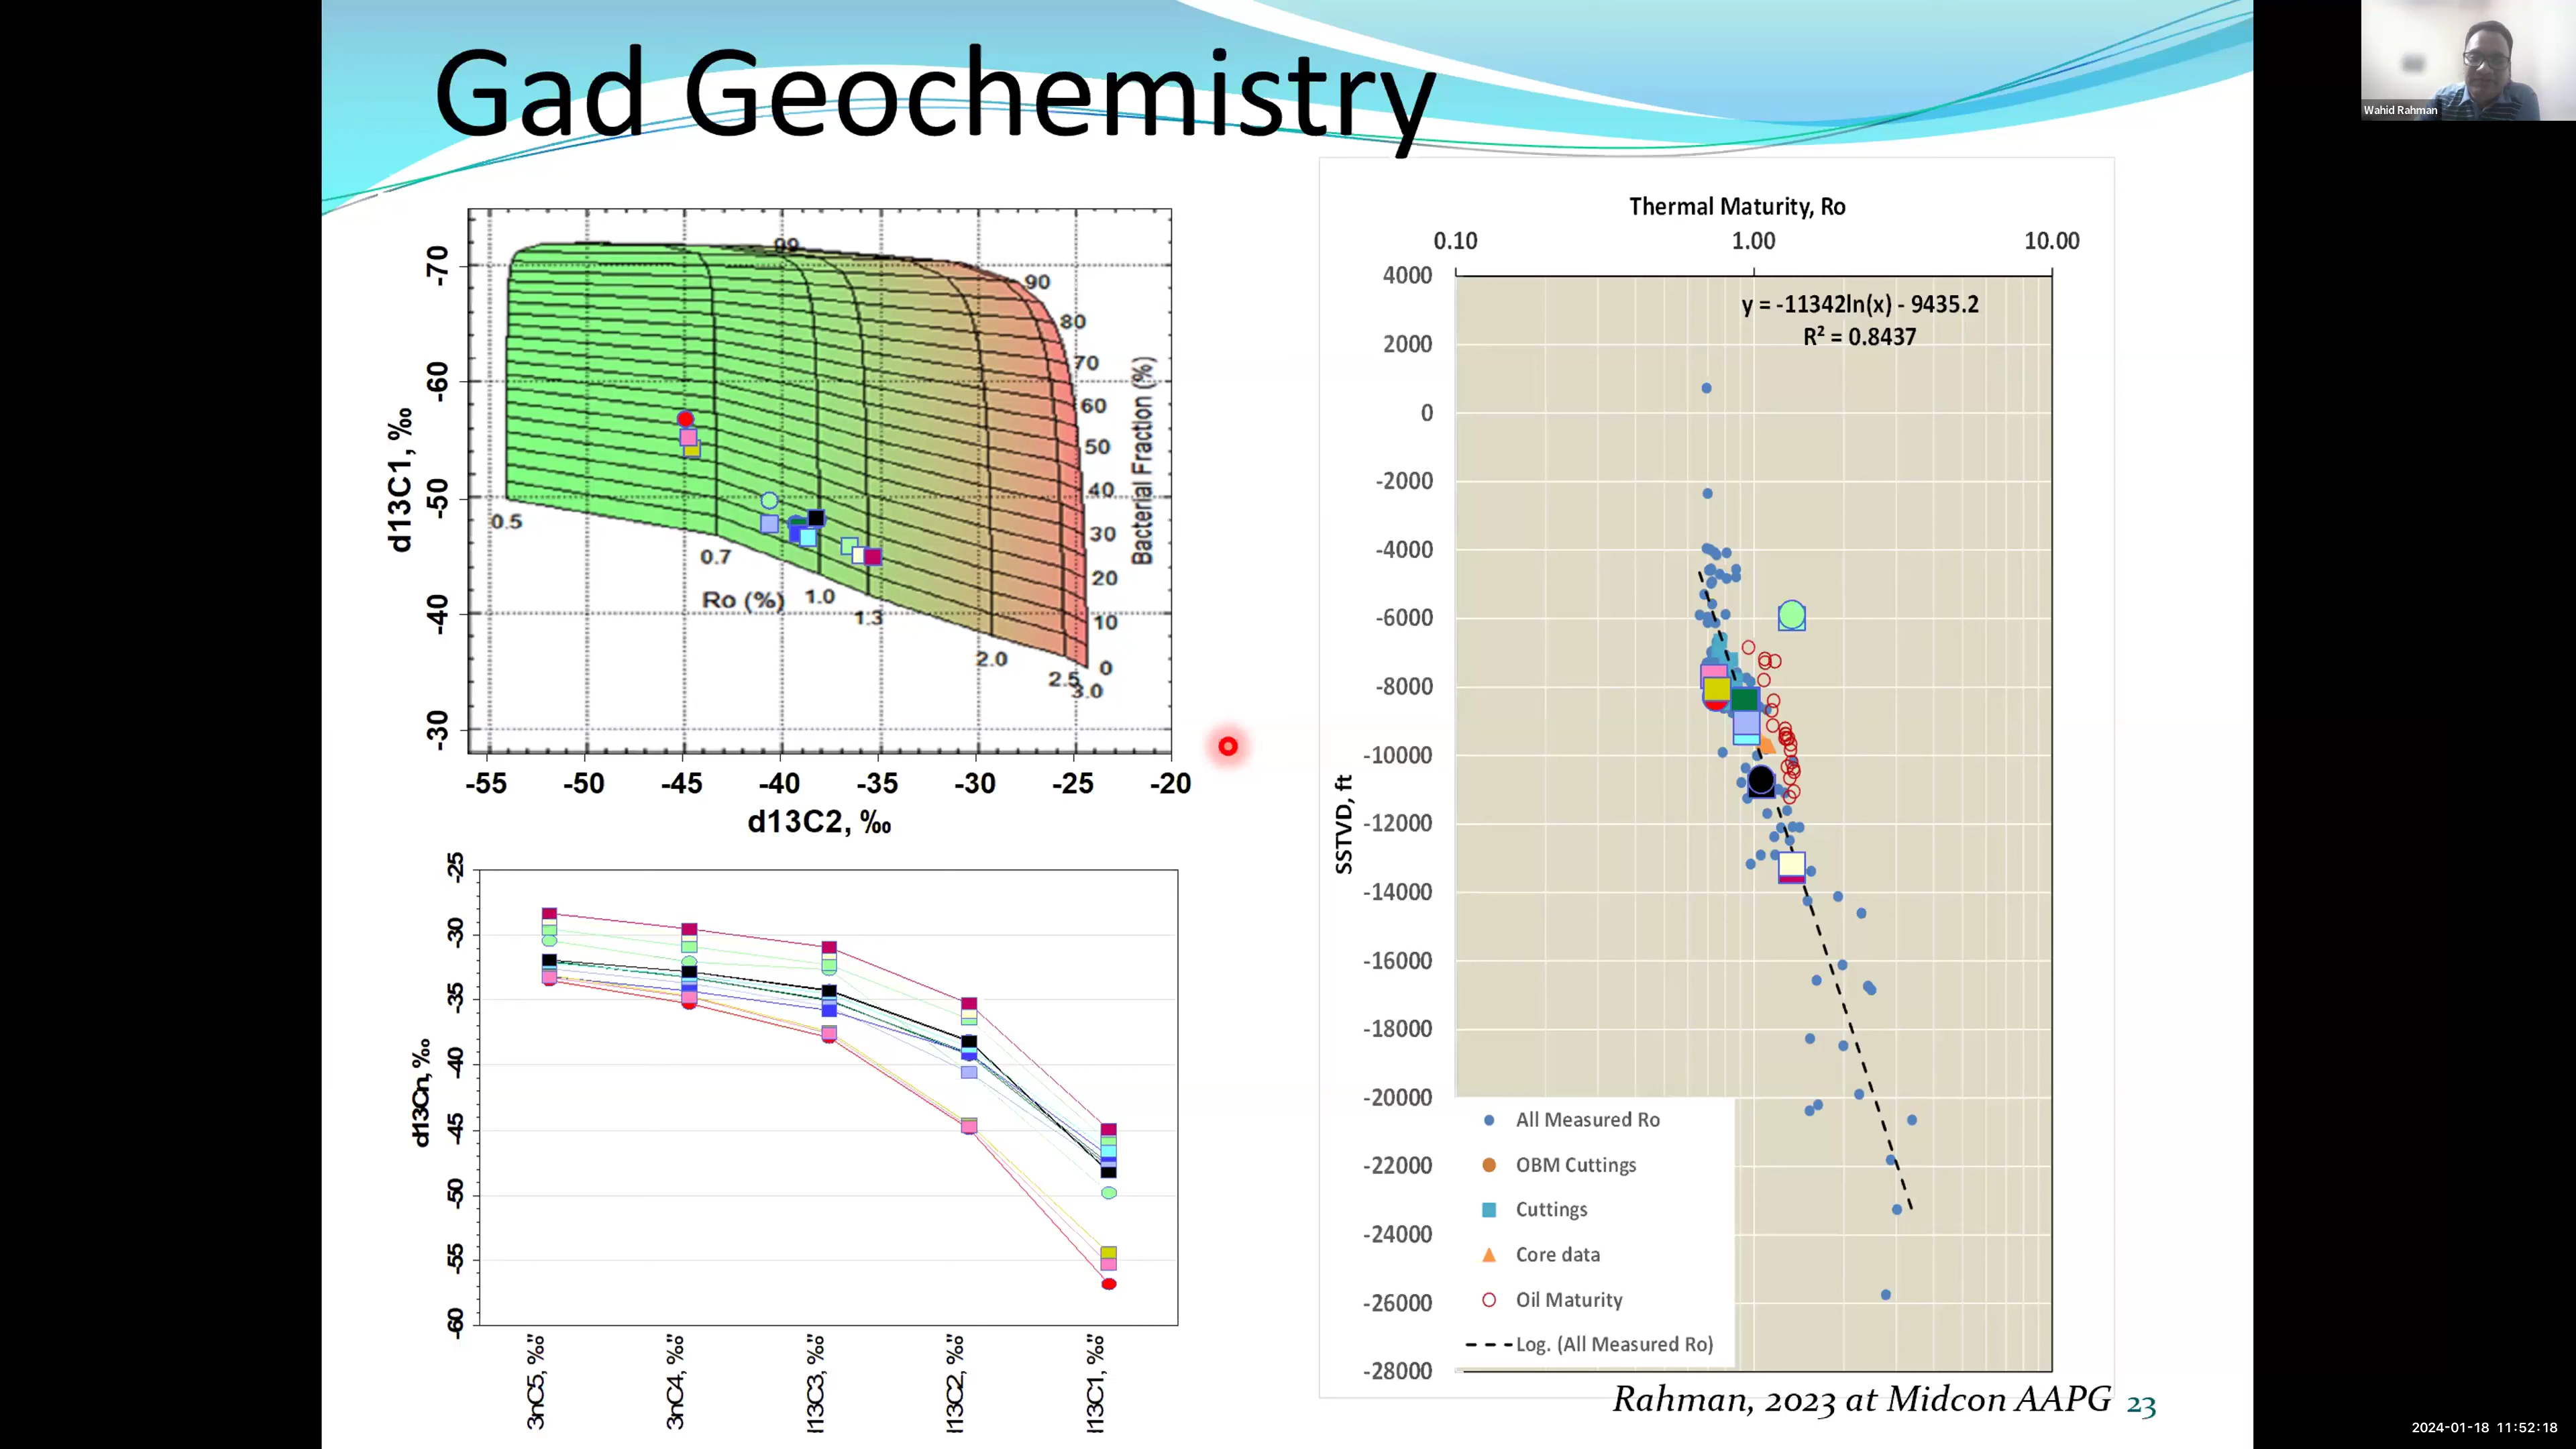 Gad Geochemistry
Wahid Rahman
99
90
80
70
60
50
40
30
20
10
0
Bacterial Fraction (%)
0.5
0.7
Ro (%)
1.0
1.3
2.0
2.5
3.0
-70
-60
-50
-40
-30
d13C1, ‰
-55 -50 -45 -40 -35 -30 -25 -20
d13C2, ‰
-25
-30
-35
-40
-45
-50
-55
-60
d13Cn, ‰
3nC5, ‰"
3nC4, ‰"
l13C3, ‰"
l13C2, ‰"
l13C1, ‰"
Thermal Maturity, Ro
0.10 1.00 10.00
y = -11342ln(x) - 9435.2
R² = 0.8437
4000
2000
0
-2000
-4000
-6000
-8000
-10000
-12000
-14000
-16000
-18000
-20000
-22000
-24000
-26000
-28000
SSTVD, ft
All Measured Ro
OBM Cuttings
Cuttings
Core data
Oil Maturity
Log. (All Measured Ro)
Rahman, 2023 at Midcon AAPG 23
2024-01-18 11:52:18